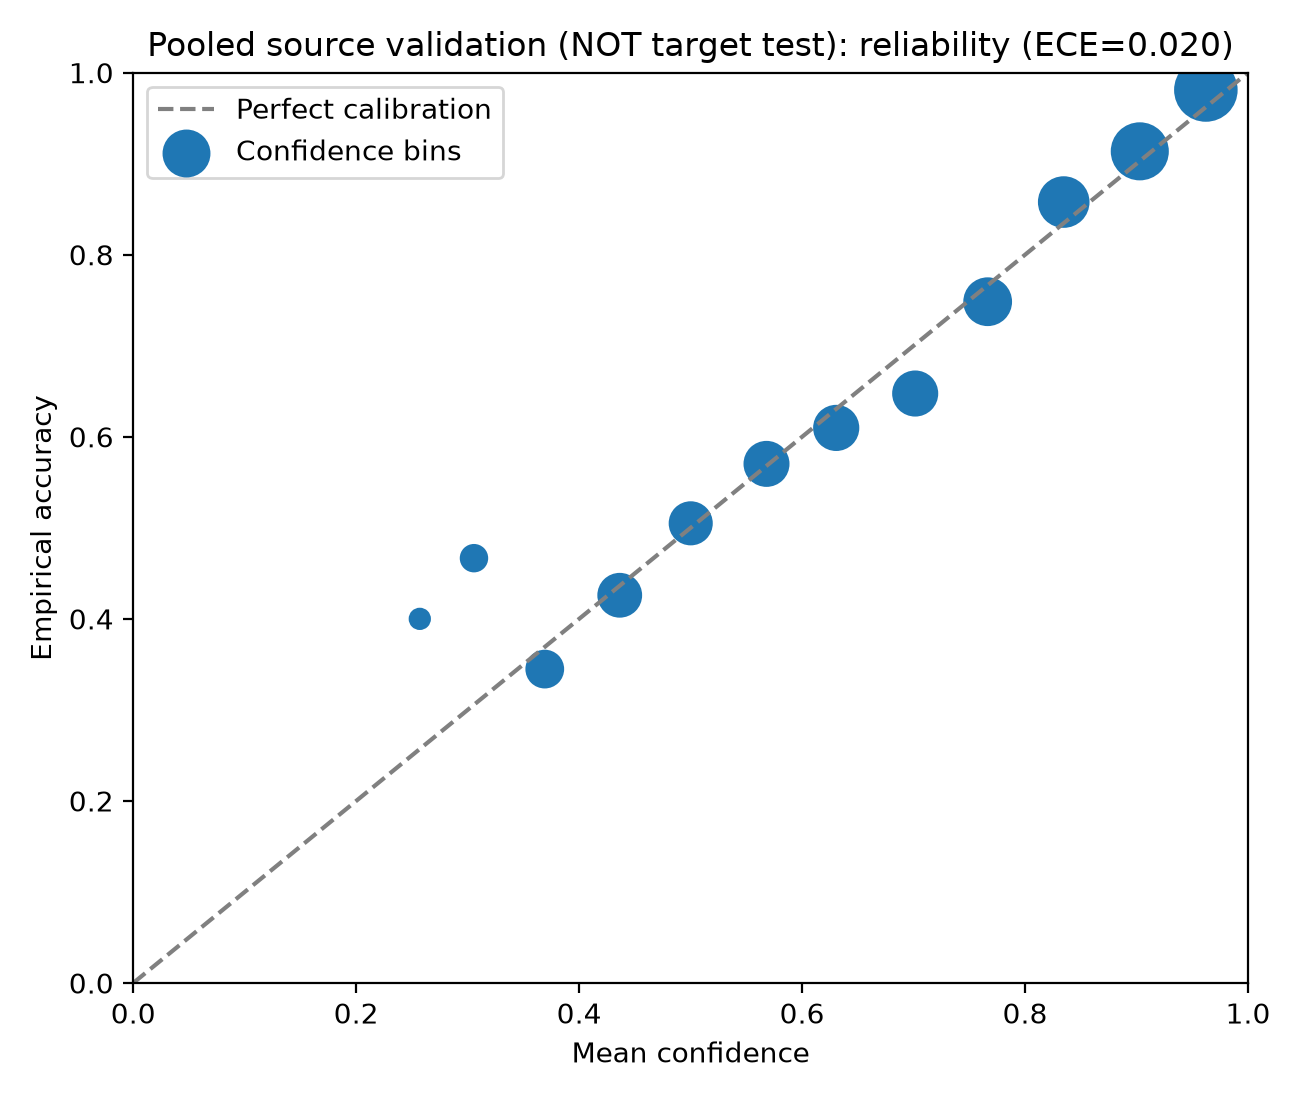 Pooled source validation (NOT target test): reliability (ECE=0.020)
Perfect calibration
Confidence bins
Empirical accuracy
1.0
0.8
0.6
0.4
0.2
0.0
0.0 0.2 0.4 0.6 0.8 1.0
Mean confidence